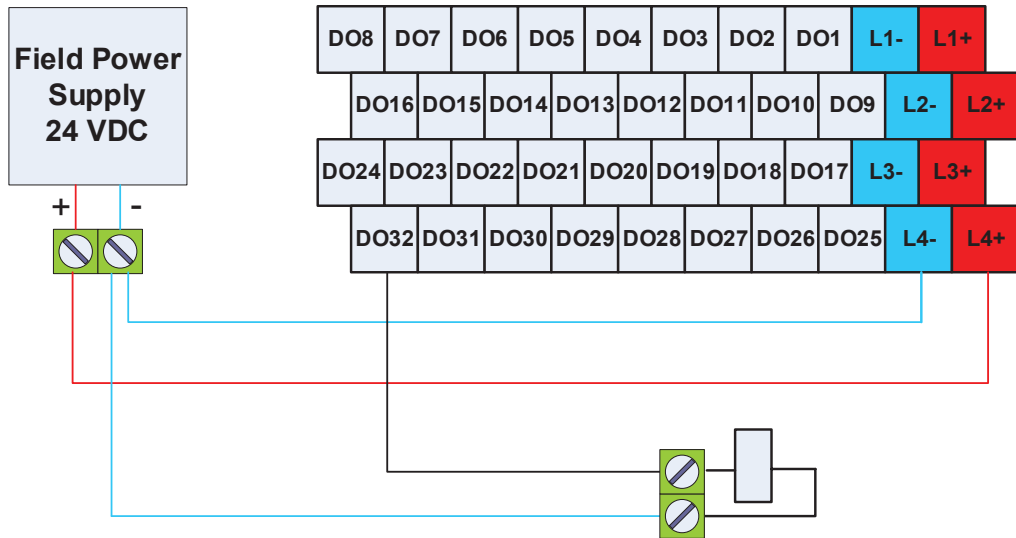 Field Power
Supply
24 VDC
+ -
DO8 DO7 DO6 DO5 DO4 DO3 DO2 DO1 L1- L1+
DO16 DO15 DO14 DO13 DO12 DO11 DO10 DO9 L2- L2+
DO24 DO23 DO22 DO21 DO20 DO19 DO18 DO17 L3- L3+
DO32 DO31 DO30 DO29 DO28 DO27 DO26 DO25 L4- L4+